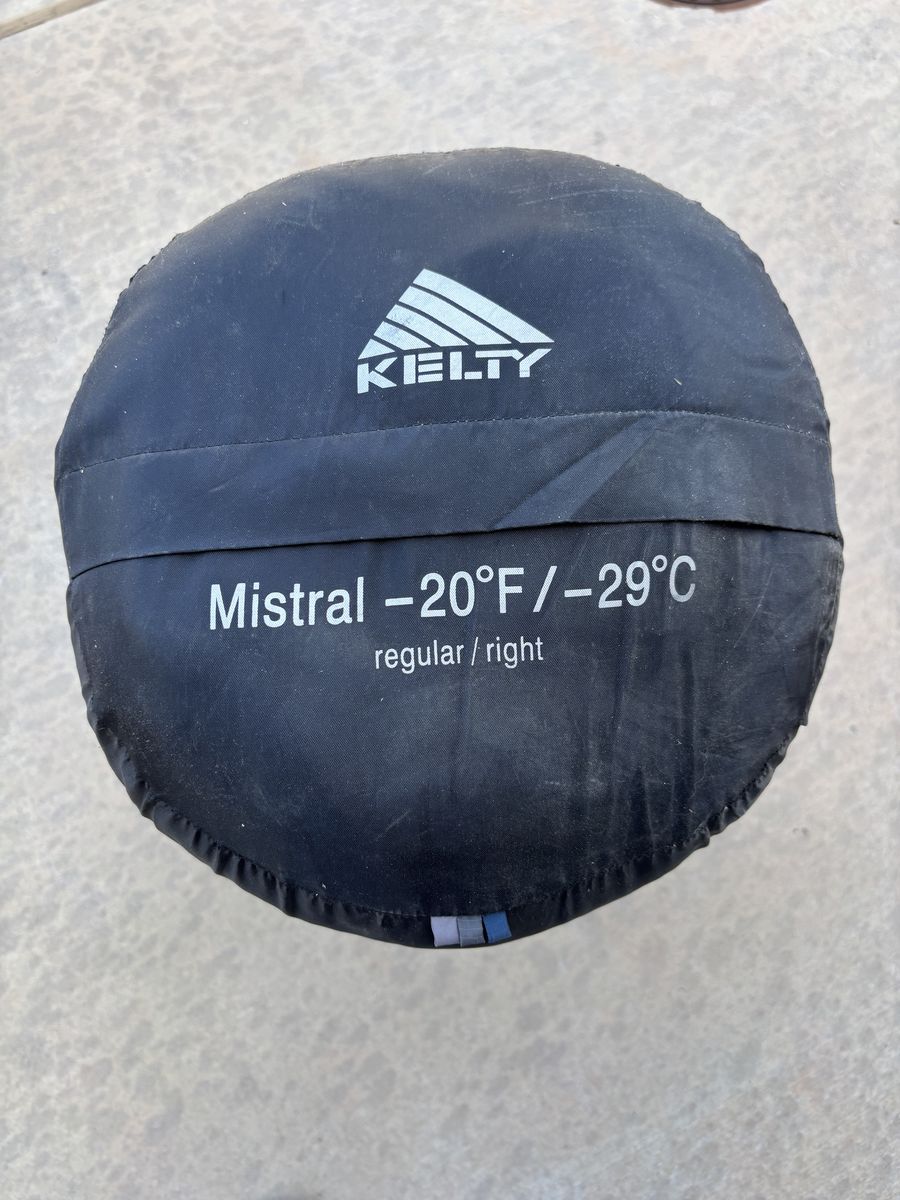 KELTY
Mistral –20°F/–29°C
regular / right